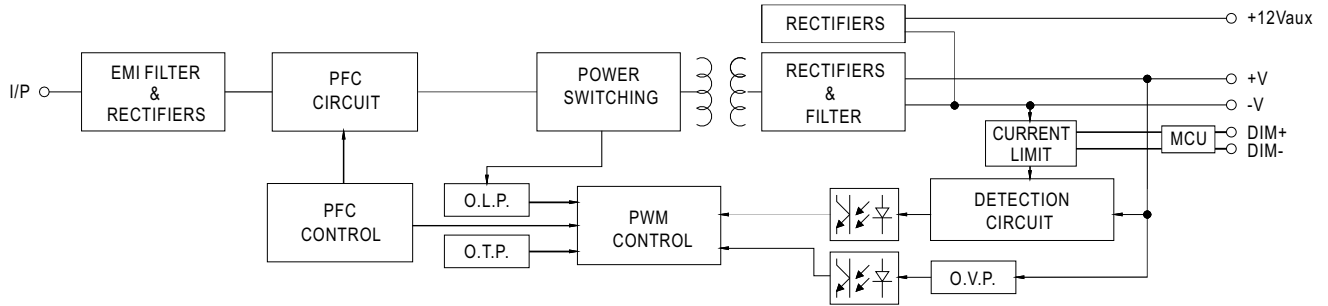 RECTIFIERS
+12Vaux
I/P
EMI FILTER
&
RECTIFIERS
PFC
CIRCUIT
POWER
SWITCHING
RECTIFIERS
&
FILTER
+V
-V
CURRENT
LIMIT
MCU
DIM+
DIM-
PFC
CONTROL
O.L.P.
O.T.P.
PWM
CONTROL
DETECTION
CIRCUIT
O.V.P.